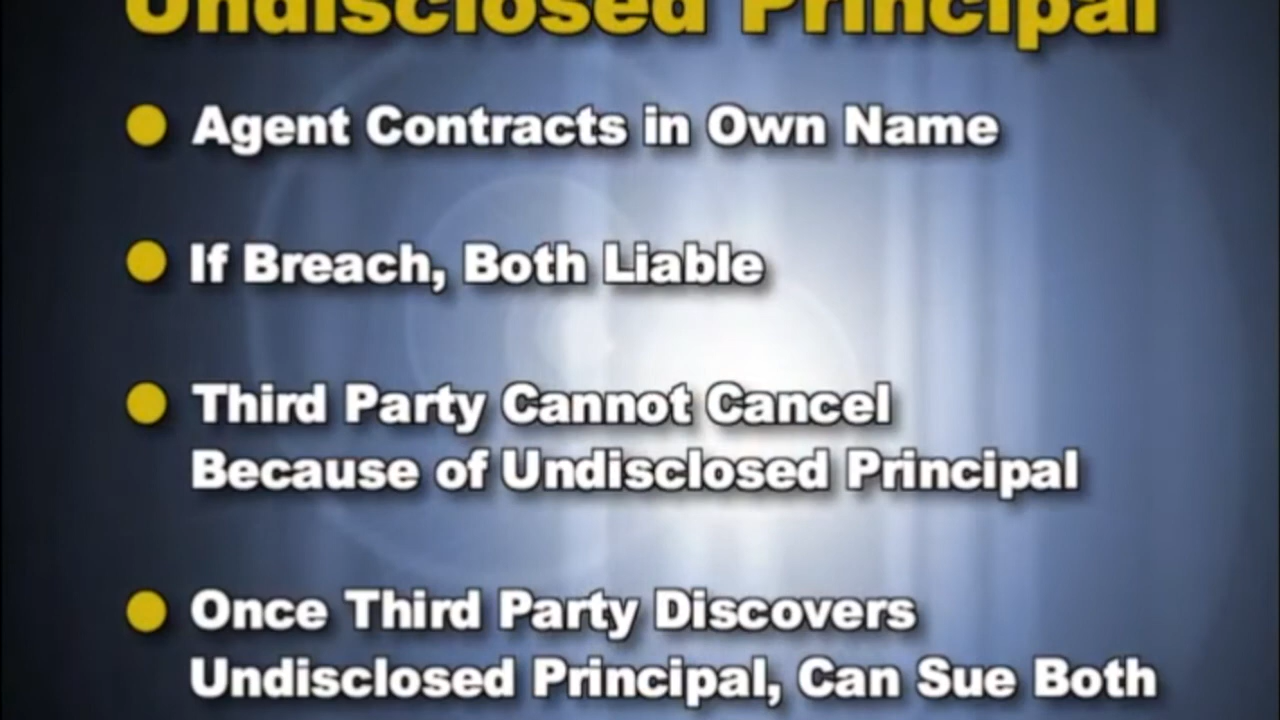 Undisclosed Principal
Agent Contracts in Own Name
If Breach, Both Liable
Third Party Cannot Cancel
Because of Undisclosed Principal
Once Third Party Discovers
Undisclosed Principal, Can Sue Both